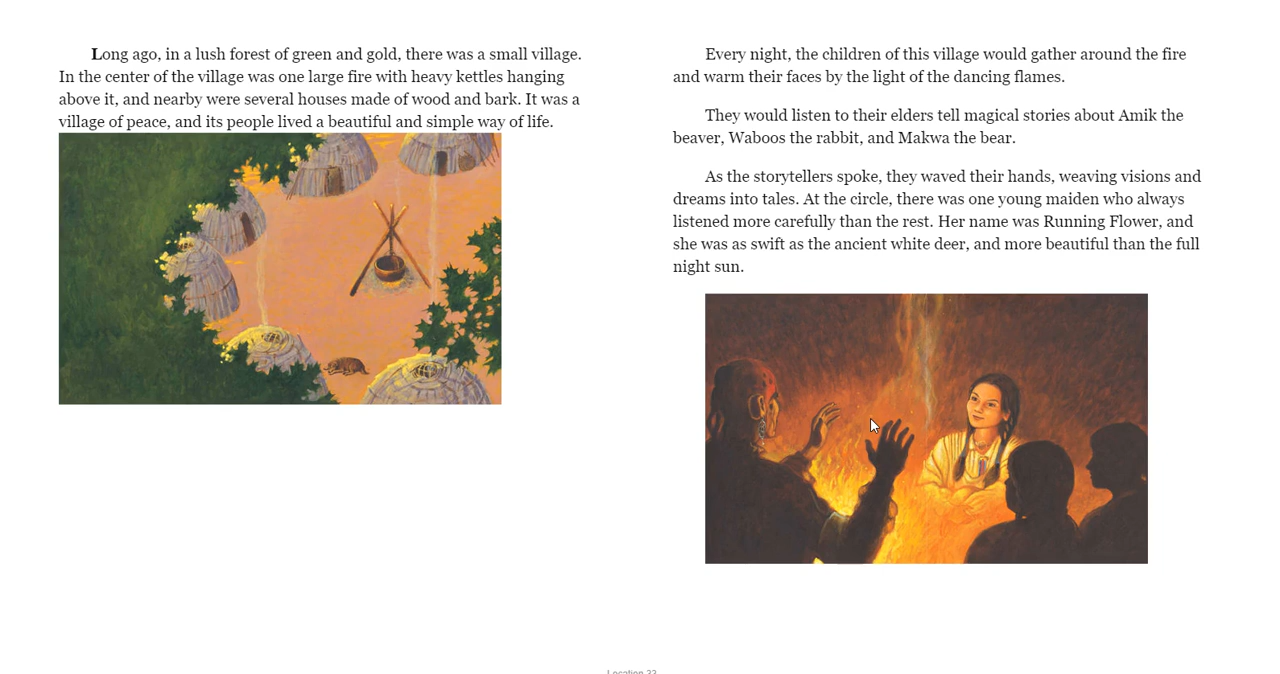 Long ago, in a lush forest of green and gold, there was a small village.
In the center of the village was one large fire with heavy kettles hanging
above it, and nearby were several houses made of wood and bark. It was a
village of peace, and its people lived a beautiful and simple way of life.
Every night, the children of this village would gather around the fire
and warm their faces by the light of the dancing flames.
They would listen to their elders tell magical stories about Amik the
beaver, Waboos the rabbit, and Makwa the bear.
As the storytellers spoke, they waved their hands, weaving visions and
dreams into tales. At the circle, there was one young maiden who always
listened more carefully than the rest. Her name was Running Flower, and
she was as swift as the ancient white deer, and more beautiful than the full
night sun.
Location